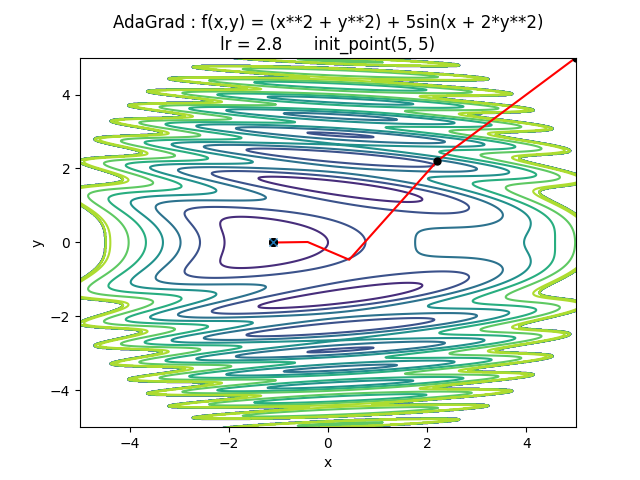 AdaGrad : f(x,y) = (x**2 + y**2) + 5sin(x + 2*y**2)
lr = 2.8      init_point(5, 5)
4
2
0
−2
−4
y
−4
−2
0
2
4
x